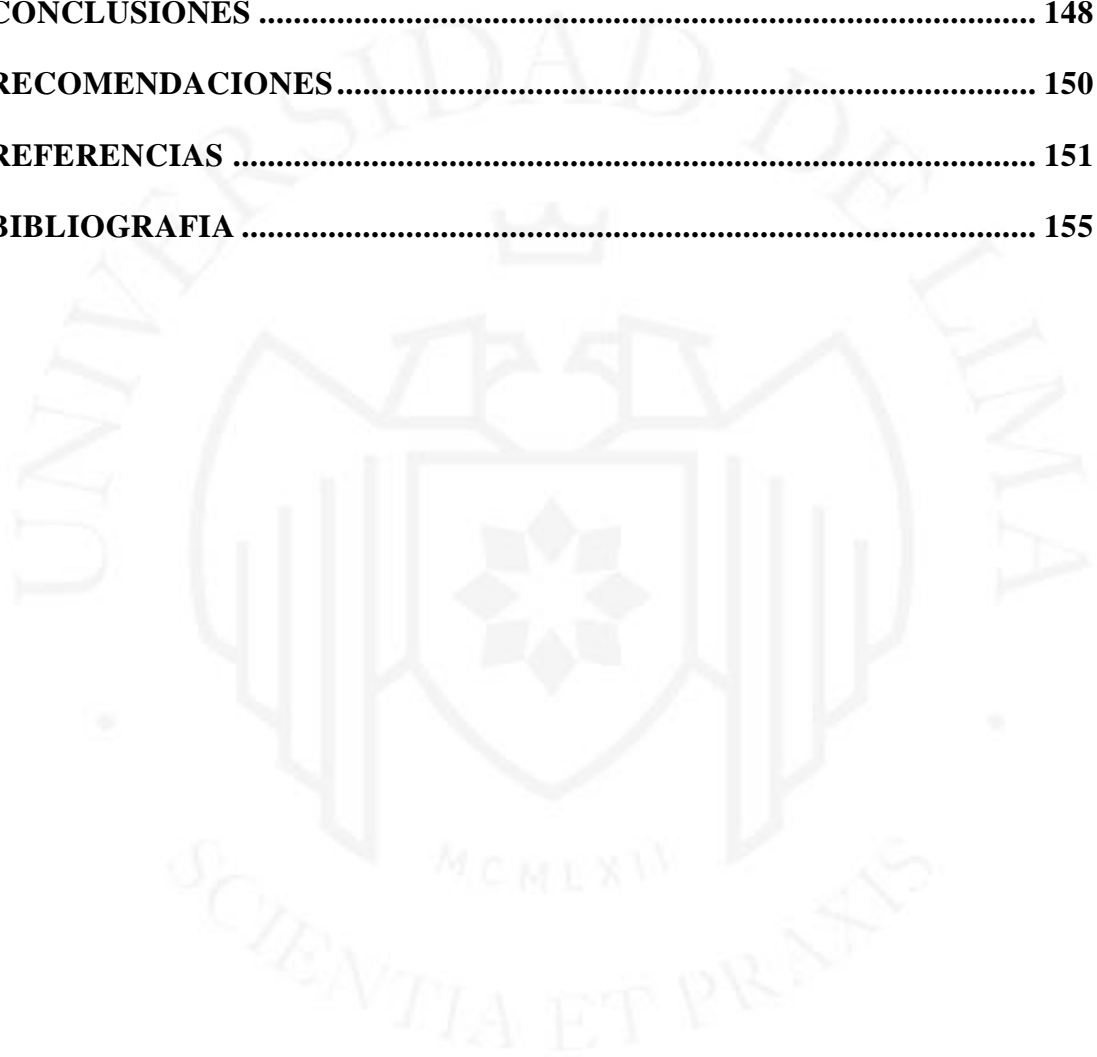 CONCLUSIONES ........................................................................................... 148
RECOMENDACIONES.................................................................................. 150
REFERENCIAS .............................................................................................. 151
BIBLIOGRAFIA ............................................................................................. 155
UNIVERSIDAD DE LIMA
MCMLXII
SCIENTIA ET PRAXIS